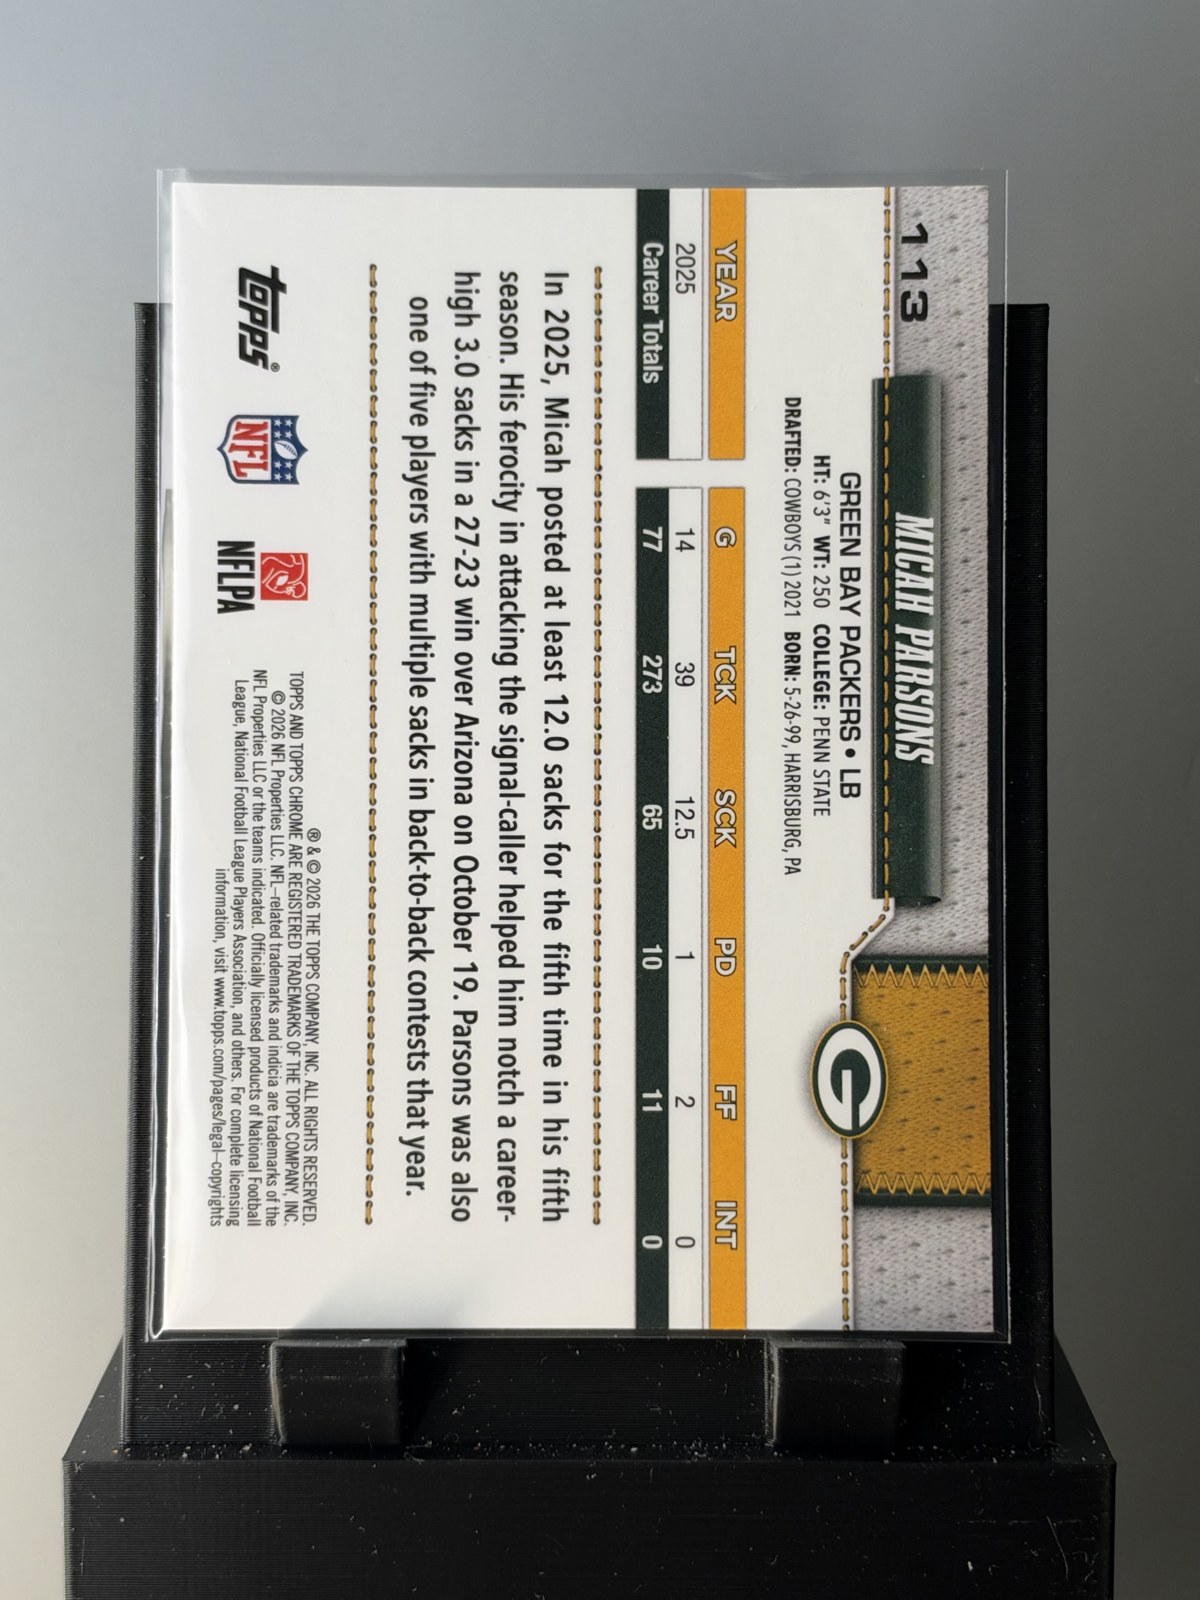 113
MICAH PARSONS
GREEN BAY PACKERS • LB
HT: 6'3" WT: 250 COLLEGE: PENN STATE
DRAFTED: COWBOYS (1) 2021 BORN: 5-26-99, HARRISBURG, PA
G
YEAR G TCK SCK PD FF INT
2025 14 39 12.5 1 2 0
Career Totals 77 273 65 10 11 0
In 2025, Micah posted at least 12.0 sacks for the fifth time in his fifth
season. His ferocity in attacking the signal-caller helped him notch a career-
high 3.0 sacks in a 27-23 win over Arizona on October 19. Parsons was also
one of five players with multiple sacks in back-to-back contests that year.
topps®
NFL
NFLPA
® & © 2026 THE TOPPS COMPANY, INC. ALL RIGHTS RESERVED.
TOPPS AND TOPPS CHROME ARE REGISTERED TRADEMARKS OF THE TOPPS COMPANY, INC.
© 2026 NFL Properties LLC. NFL-related trademarks and indicia are trademarks of the
NFL Properties LLC or the teams indicated. Officially licensed products of National Football
League, National Football League Players Association, and others. For complete licensing
information, visit www.topps.com/pages/legal-copyrights